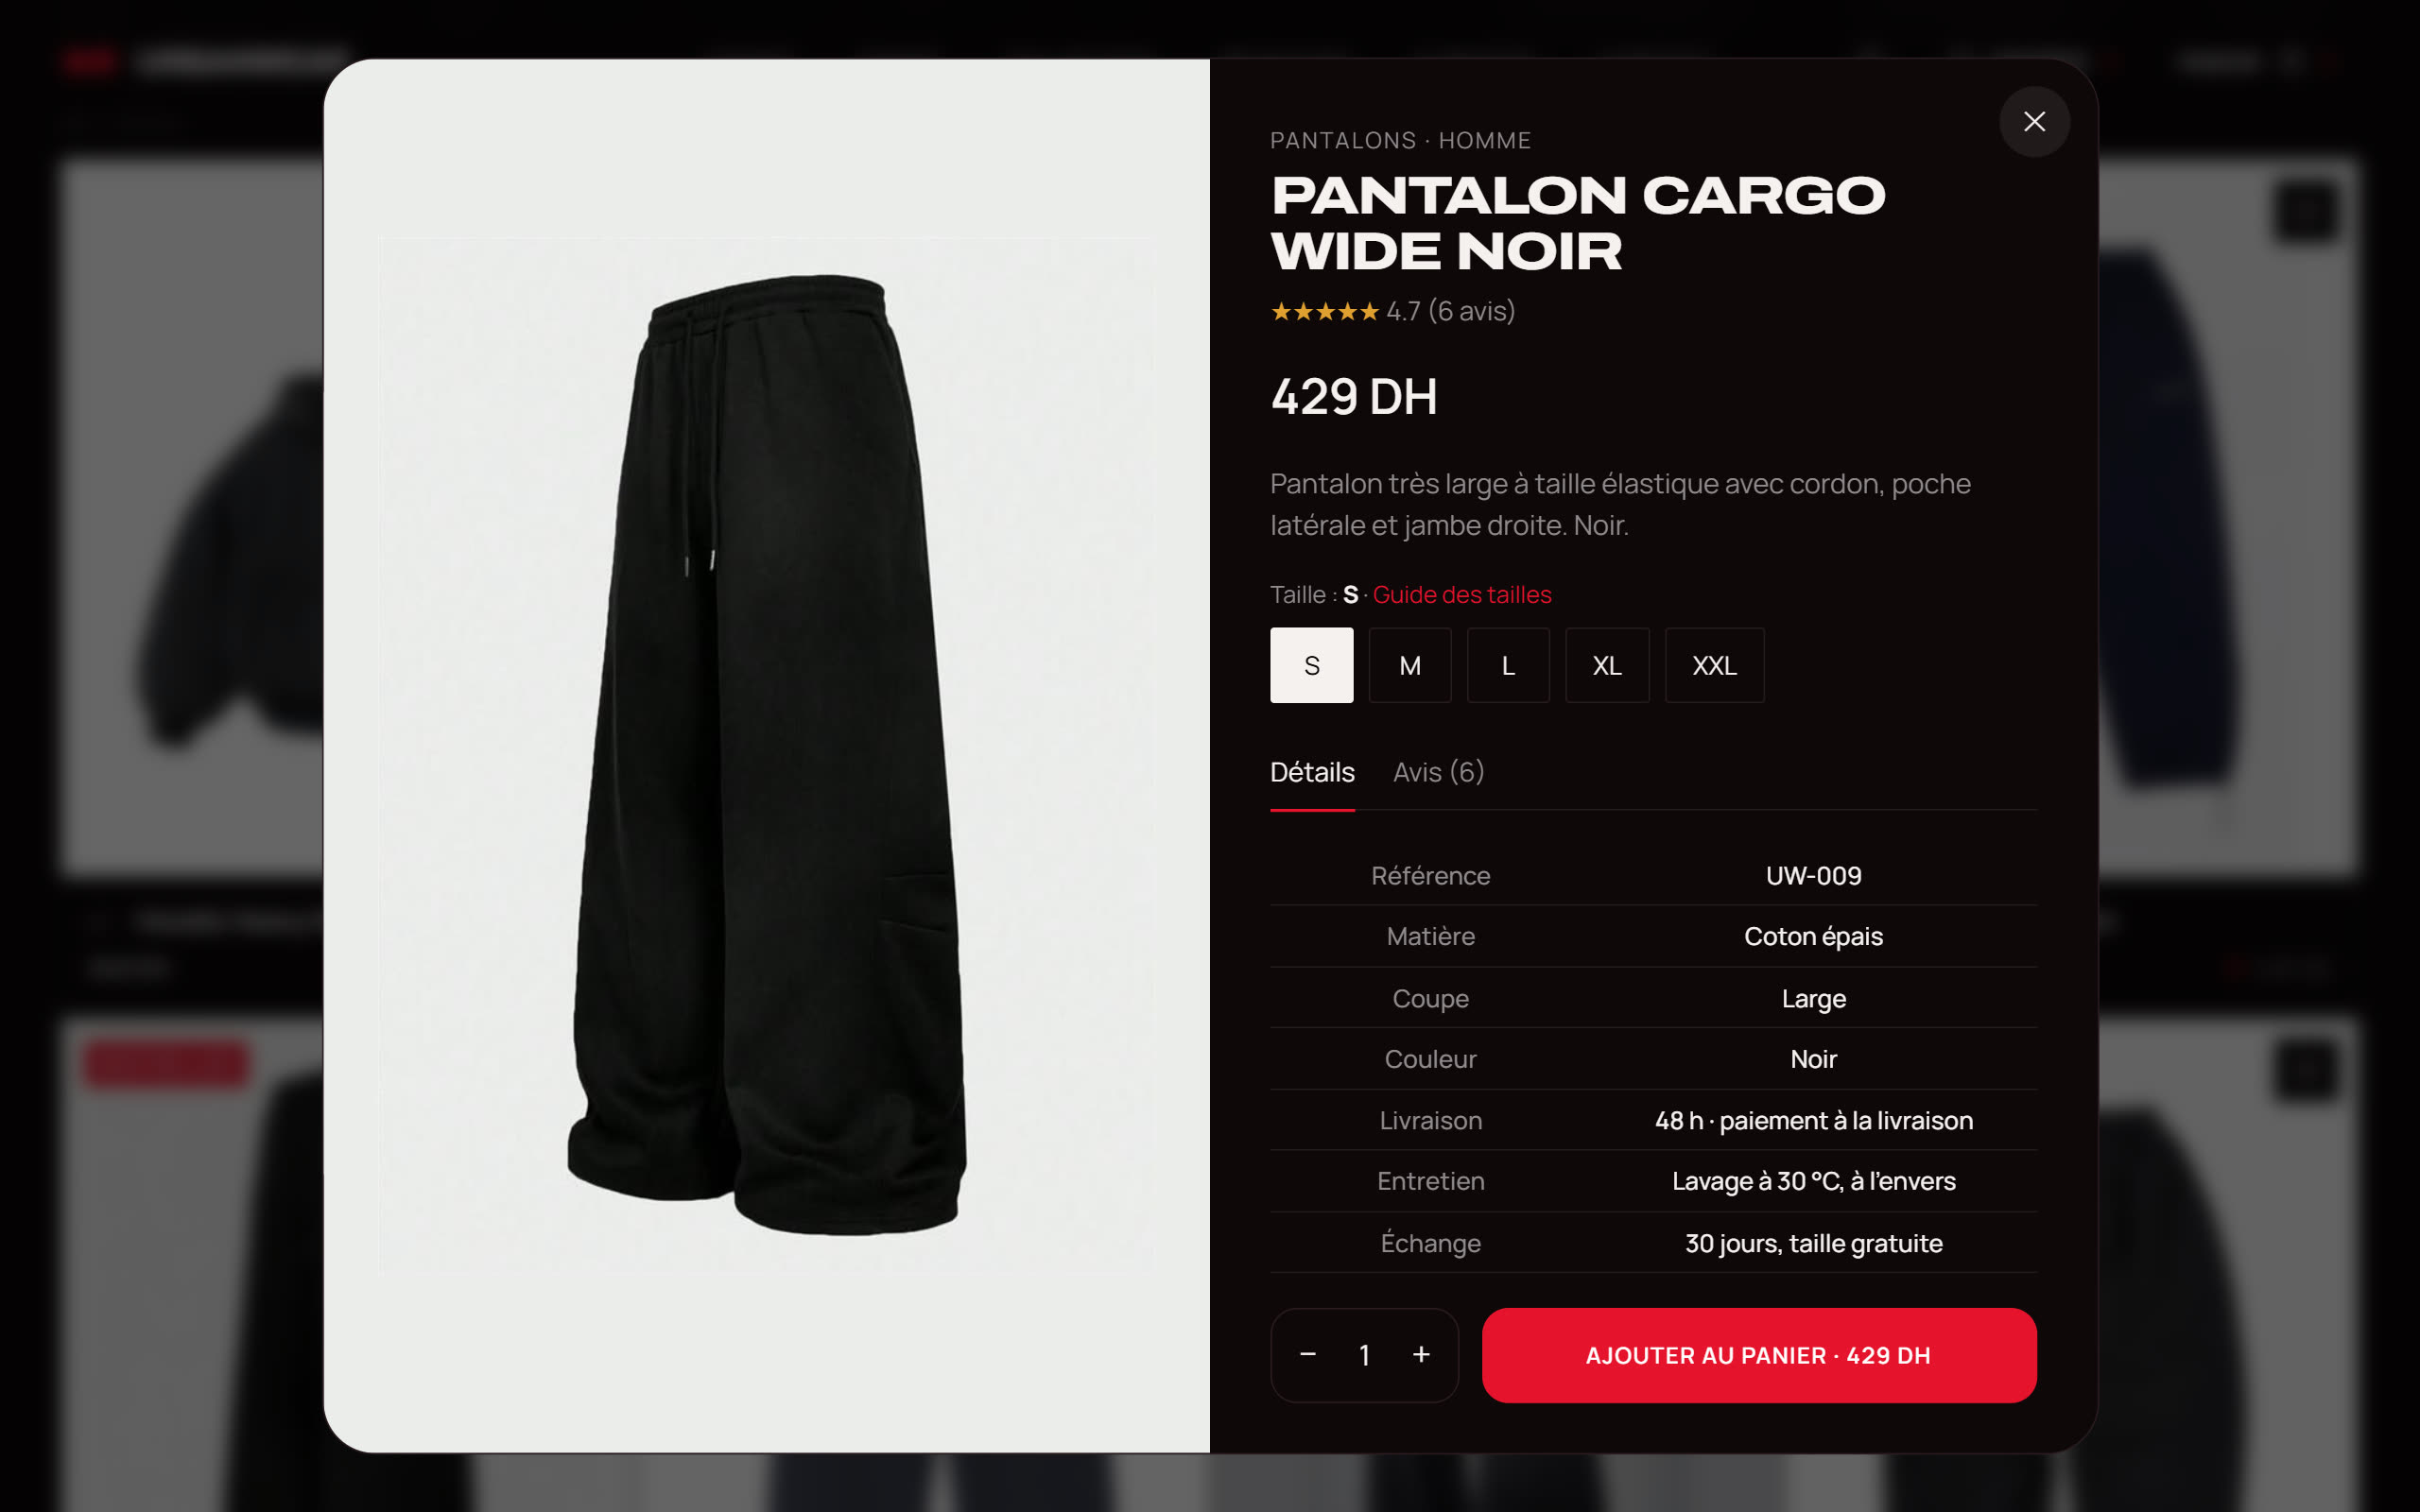 PANTALONS · HOMME
PANTALON CARGO
WIDE NOIR
★★★★★ 4.7 (6 avis)
429 DH
Pantalon très large à taille élastique avec cordon, poche
latérale et jambe droite. Noir.
Taille : S · Guide des tailles
S M L XL XXL
Détails Avis (6)
Référence UW-009
Matière Coton épais
Coupe Large
Couleur Noir
Livraison 48 h · paiement à la livraison
Entretien Lavage à 30 °C, à l’envers
Échange 30 jours, taille gratuite
− 1 + AJOUTER AU PANIER · 429 DH